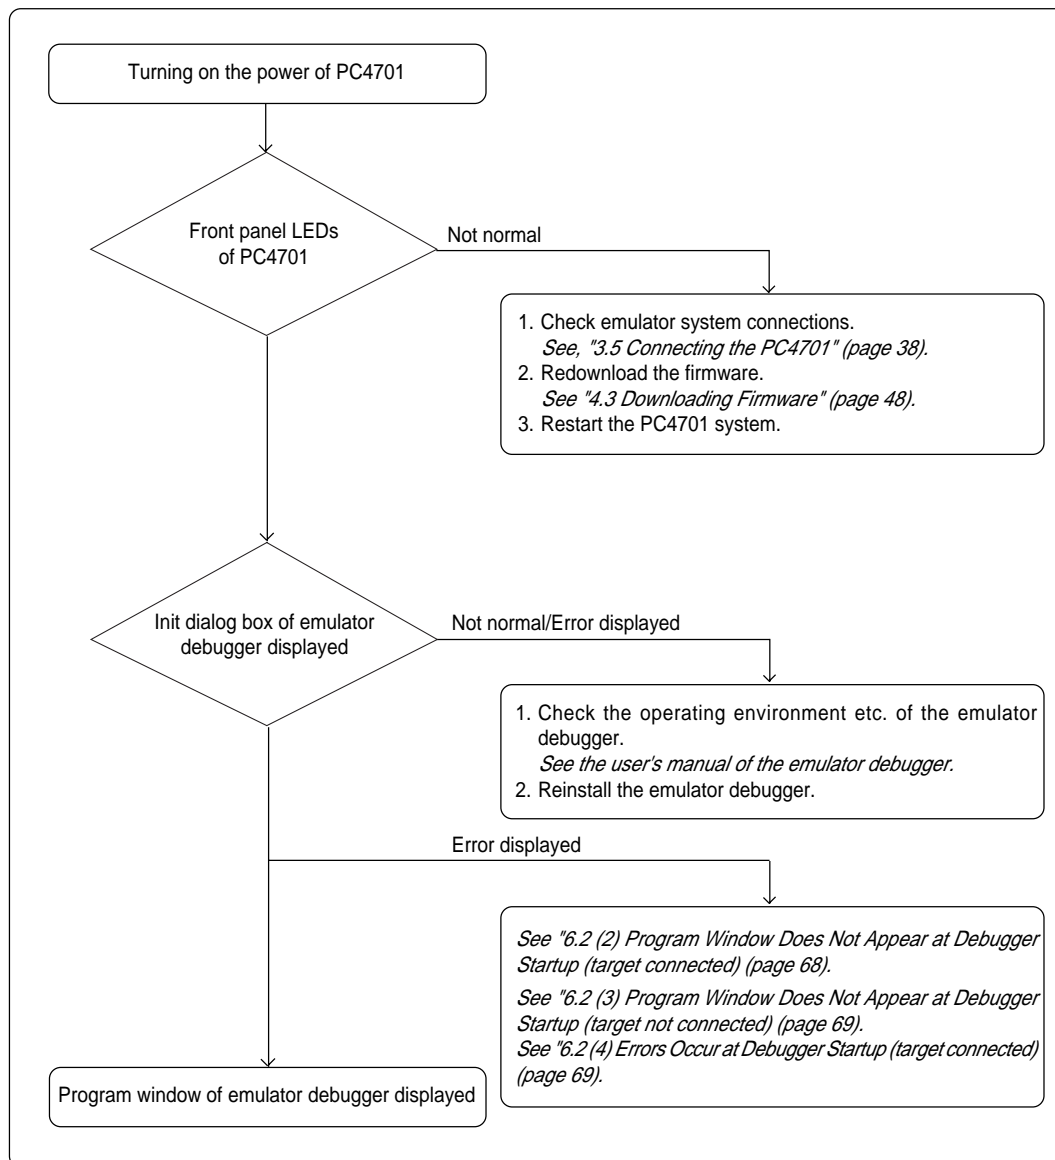 Turning on the power of PC4701
Front panel LEDs
of PC4701
Not normal
1. Check emulator system connections.
See, "3.5 Connecting the PC4701" (page 38).
2. Redownload the firmware.
See "4.3 Downloading Firmware" (page 48).
3. Restart the PC4701 system.
Init dialog box of emulator
debugger displayed
Not normal/Error displayed
1. Check the operating environment etc. of the emulator
debugger.
See the user's manual of the emulator debugger.
2. Reinstall the emulator debugger.
Error displayed
See "6.2 (2) Program Window Does Not Appear at Debugger
Startup (target connected) (page 68).
See "6.2 (3) Program Window Does Not Appear at Debugger
Startup (target not connected) (page 69).
See "6.2 (4) Errors Occur at Debugger Startup (target connected)
(page 69).
Program window of emulator debugger displayed